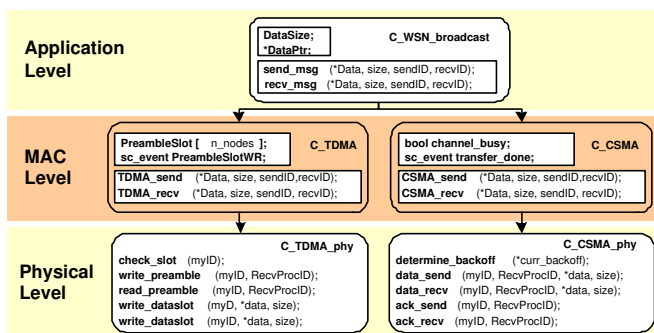 Application Level
DataSize;
*DataPtr;
C_WSN_broadcast
send_msg (*Data, size, sendID, recvID);
recv_msg (*Data, size, sendID, recvID);
MAC Level
PreambleSlot [ n_nodes ];
sc_event PreambleSlotWR;
C_TDMA
TDMA_send (*Data, size, sendID,recvID);
TDMA_recv (*Data, size, sendID, recvID);
bool channel_busy;
sc_event transfer_done;
C_CSMA
CSMA_send (*Data, size, sendID,recvID);
CSMA_recv (*Data, size, sendID, recvID);
Physical Level
C_TDMA_phy
check_slot (myID);
write_preamble (myID, RecvProcID);
read_preamble (myID, RecvProcID);
write_dataslot (myD, *data, size);
write_dataslot (myID, *data, size);
C_CSMA_phy
determine_backoff (*curr_backoff);
data_send (myID, RecvProcID, *data, size);
data_recv (myID, RecvProcID, *data, size);
ack_send (myID, RecvProcID);
ack_recv (myID, RecvProcID);